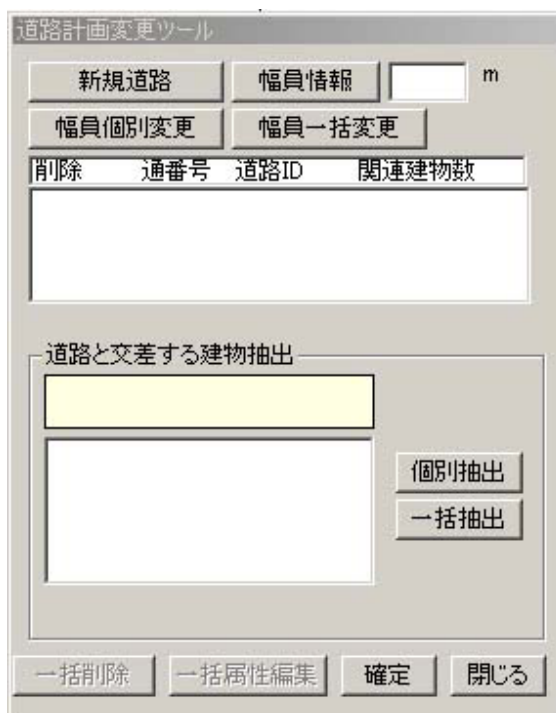 道路計画変更ツール
新規道路 幅員情報 m
幅員個別変更 幅員一括変更
削除 通番号 道路ID 関連建物数
道路と交差する建物抽出
個別抽出
一括抽出
一括削除 一括属性編集 確定 閉じる